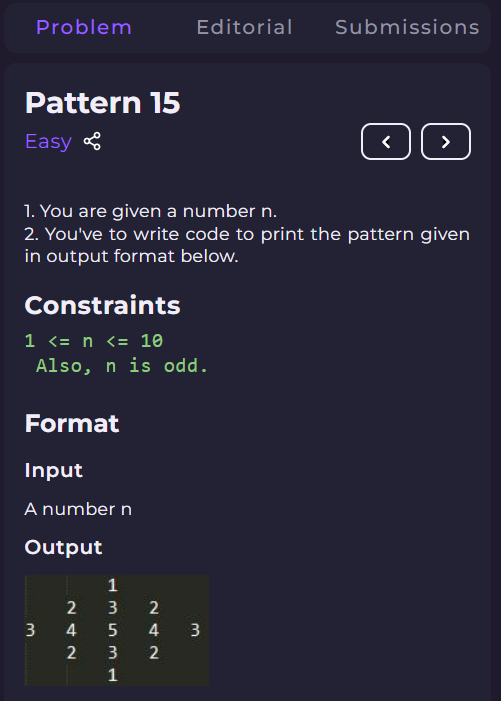 Problem Editorial Submissions
Pattern 15
Easy
1. You are given a number n.
2. You've to write code to print the pattern given
in output format below.
Constraints
1 <= n <= 10
Also, n is odd.
Format
Input
A number n
Output
1
2 3 2
3 4 5 4 3
2 3 2
1